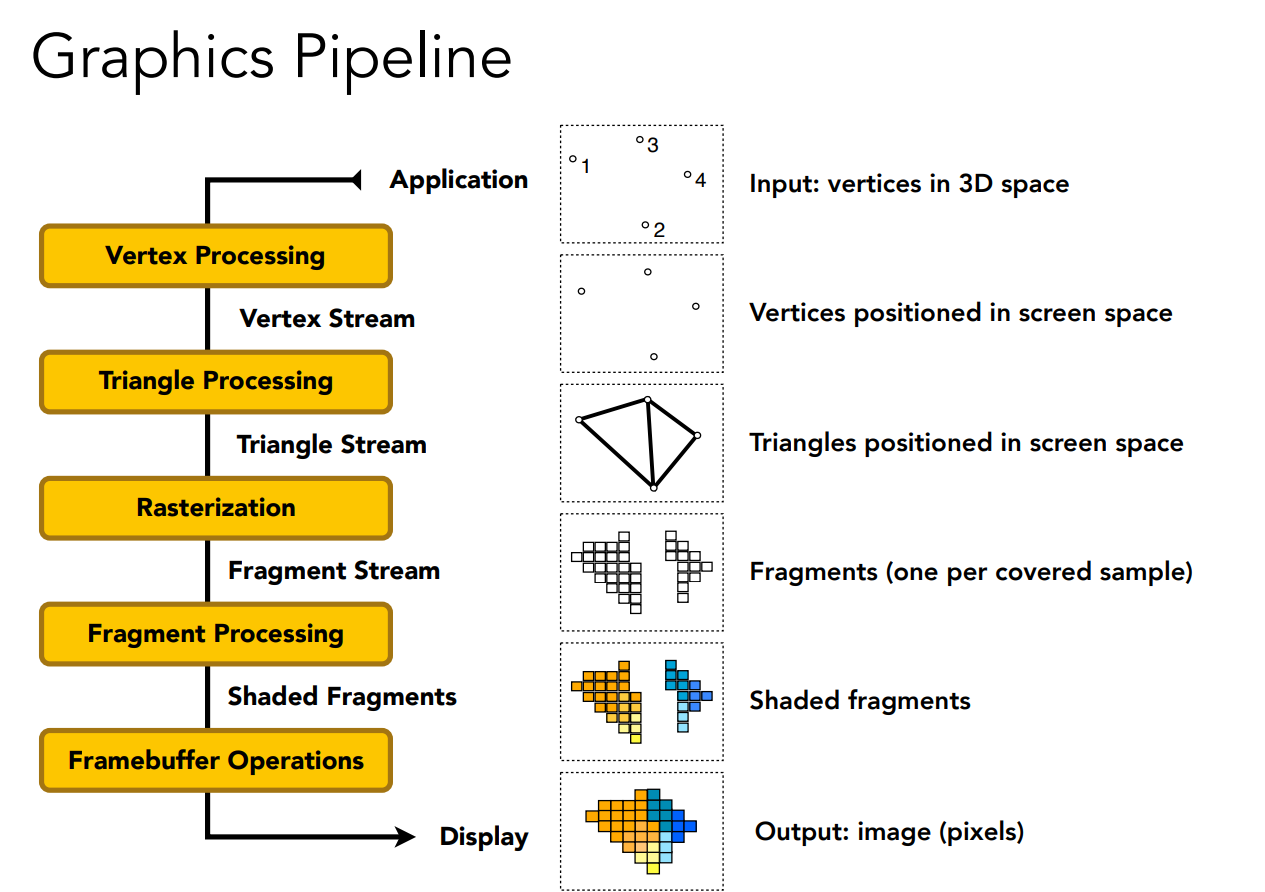 Graphics Pipeline
Application
3
1
4
2
Input: vertices in 3D space
Vertex Processing
Vertex Stream
Vertices positioned in screen space
Triangle Processing
Triangle Stream
Triangles positioned in screen space
Rasterization
Fragment Stream
Fragments (one per covered sample)
Fragment Processing
Shaded Fragments
Shaded fragments
Framebuffer Operations
Display
Output: image (pixels)